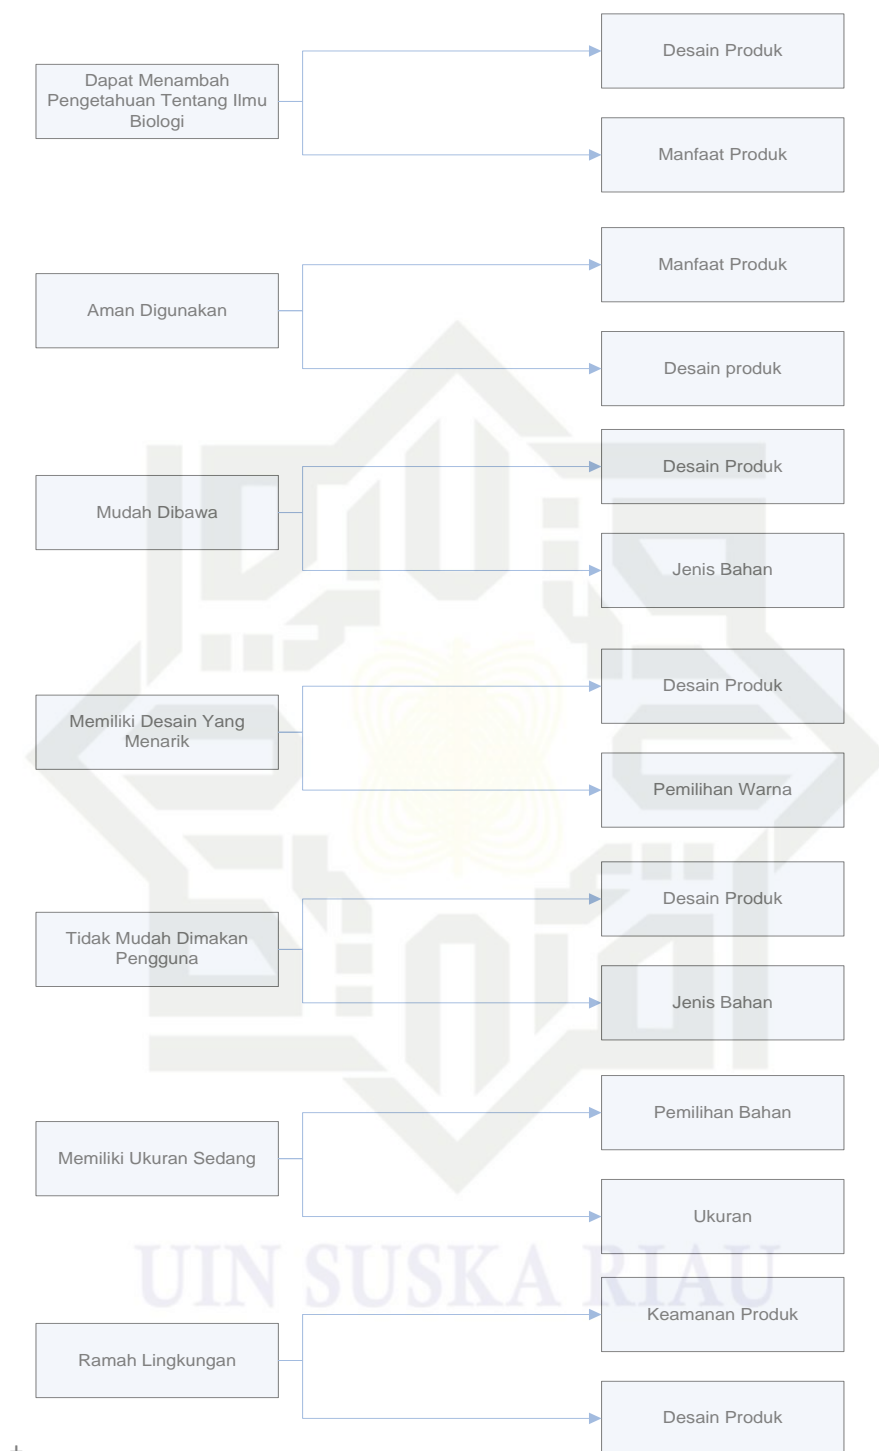 Desain Produk
Dapat Menambah
Pengetahuan Tentang Ilmu
Biologi
Manfaat Produk
Manfaat Produk
Aman Digunakan
Desain produk
Desain Produk
Mudah Dibawa
Jenis Bahan
Desain Produk
Memiliki Desain Yang
Menarik
Pemilihan Warna
Desain Produk
Tidak Mudah Dimakan
Pengguna
Jenis Bahan
Pemilihan Bahan
Memiliki Ukuran Sedang
Ukuran
UIN SUSKA RIAU
Keamanan Produk
Ramah Lingkungan
Desain Produk